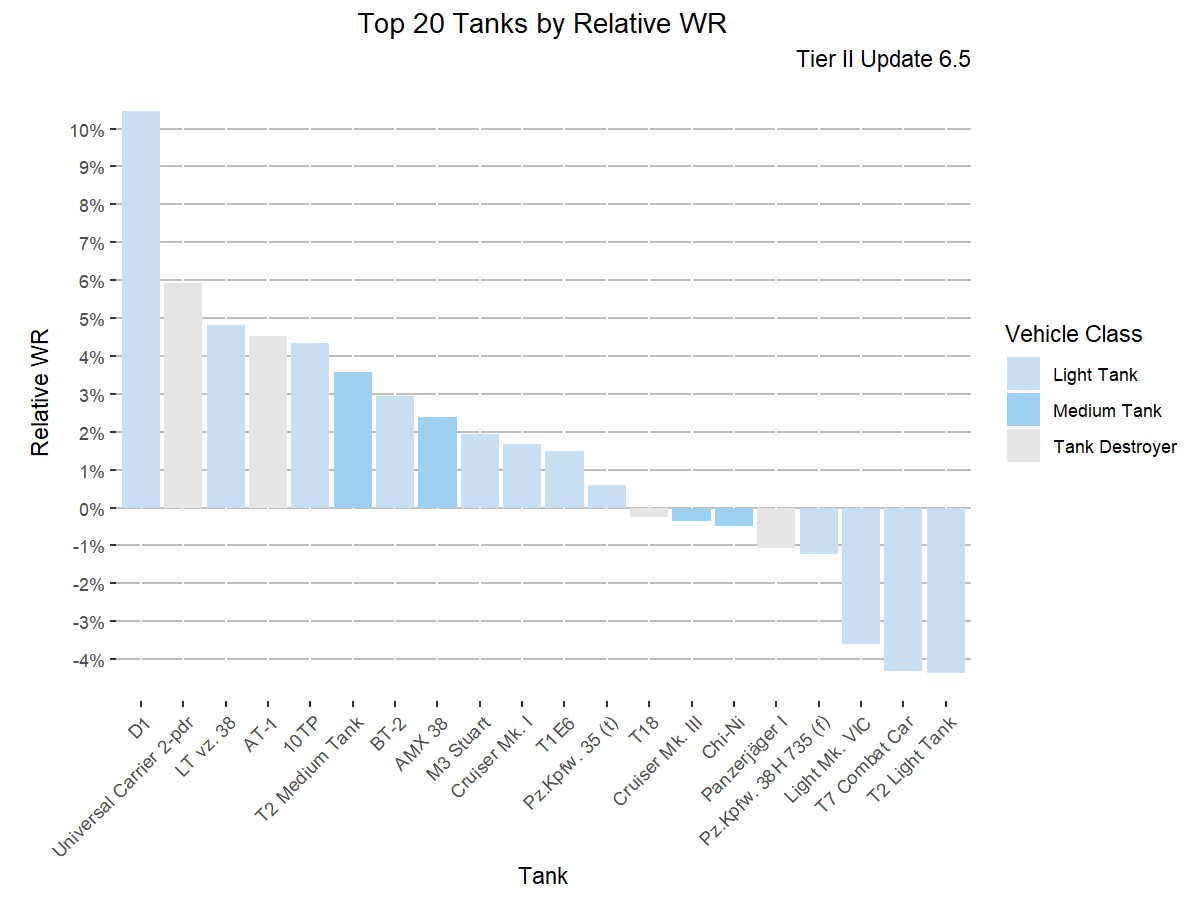 Top 20 Tanks by Relative WR
Tier II Update 6.5
10%
9%
8%
7%
6%
5%
4%
3%
2%
1%
0%
-1%
-2%
-3%
-4%
Relative WR
D1
Universal Carrier 2-pdr
LT vz. 38
AT-1
10TP
T2 Medium Tank
BT-2
AMX 38
M3 Stuart
Cruiser Mk. I
T1E6
Pz.Kpfw. 35 (t)
T18
Cruiser Mk. III
Chi-Ni
Panzerjäger I
Pz.Kpfw. 38 H 735 (f)
Light Mk. VIC
T7 Combat Car
T2 Light Tank
Tank
Vehicle Class
Light Tank
Medium Tank
Tank Destroyer